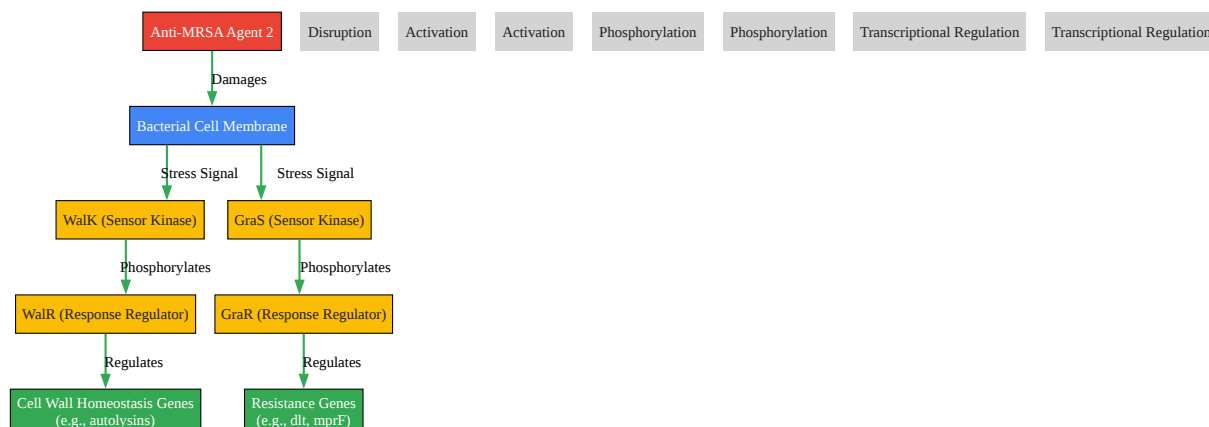 Anti-MRSA Agent 2
Disruption
Activation
Activation
Phosphorylation
Phosphorylation
Transcriptional Regulation
Transcriptional Regulation
Damages
Bacterial Cell Membrane
Stress Signal
Stress Signal
WalK (Sensor Kinase)
GraS (Sensor Kinase)
Phosphorylates
Phosphorylates
WalR (Response Regulator)
GraR (Response Regulator)
Regulates
Regulates
Cell Wall Homeostasis Genes
(e.g., autolysins)
Resistance Genes
(e.g., dlt, mprF)